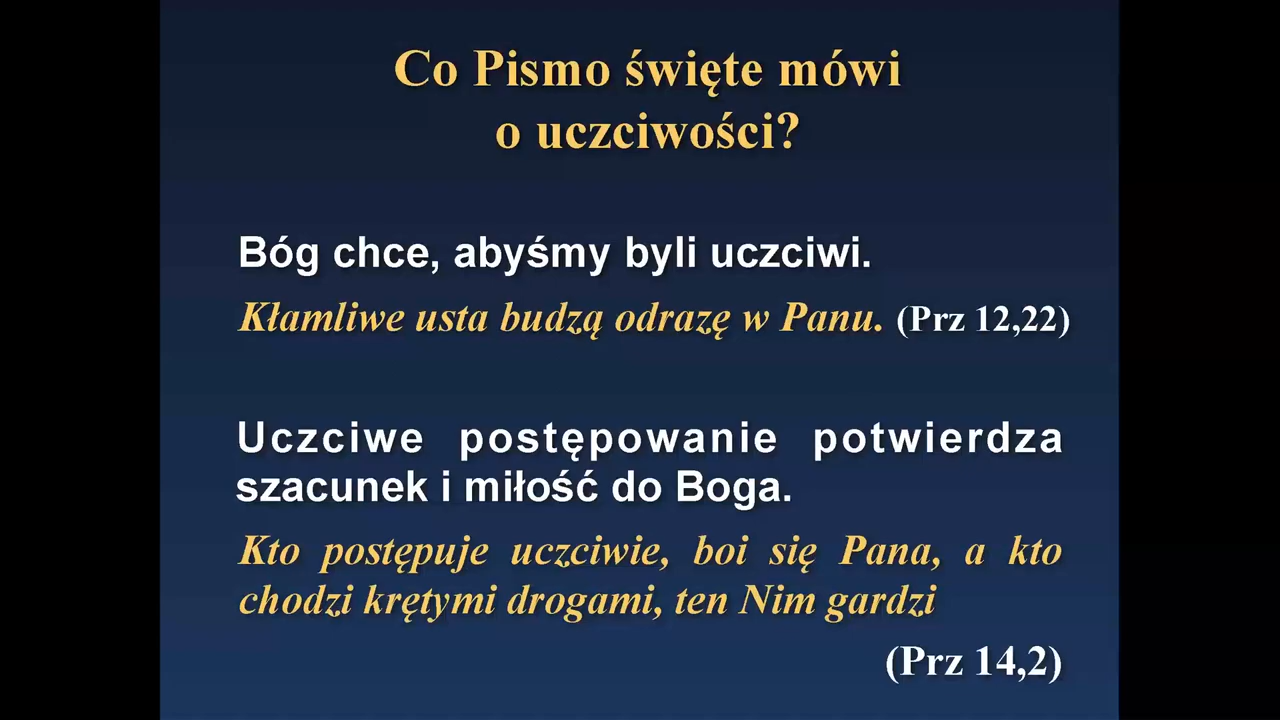 Co Pismo święte mówi
o uczciwości?
Bóg chce, abyśmy byli uczciwi.
Kłamliwe usta budzą odrazę w Panu. (Prz 12,22)
Uczciwe postępowanie potwierdza
szacunek i miłość do Boga.
Kto postępuje uczciwie, boi się Pana, a kto
chodzi krętymi drogami, ten Nim gardzi
(Prz 14,2)